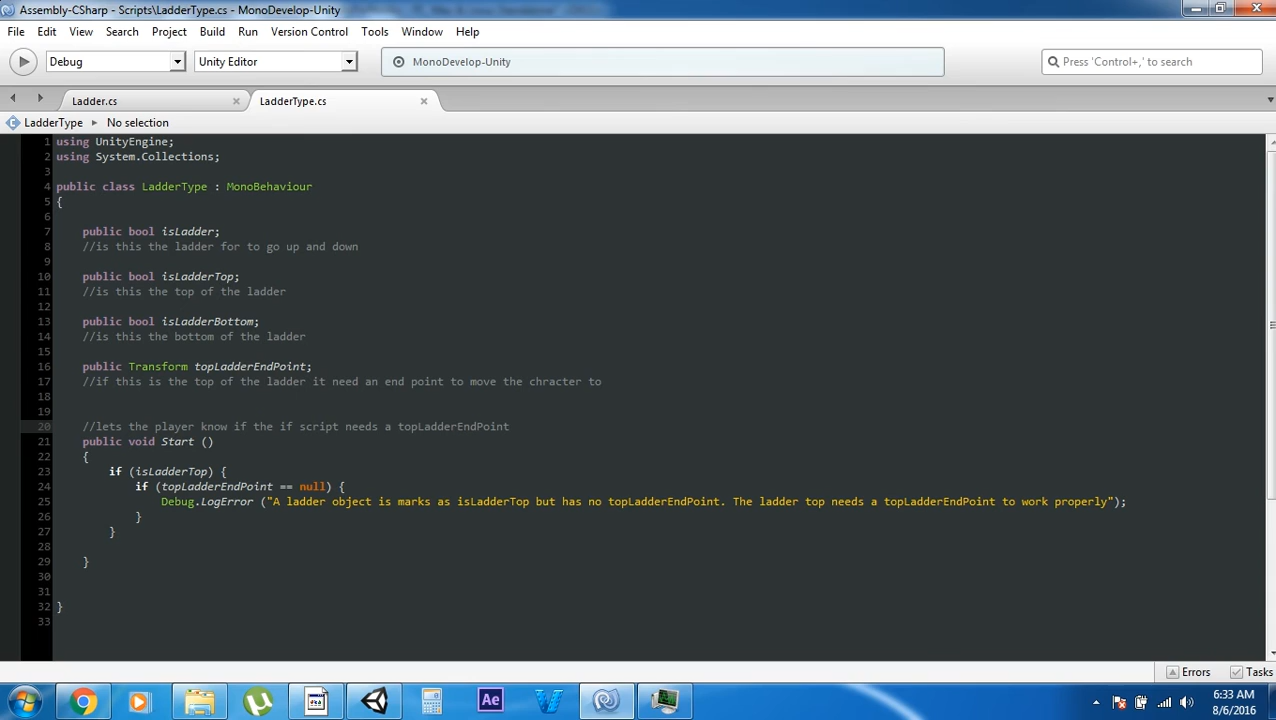 Assembly-CSharp - Scripts\LadderType.cs - MonoDevelop-Unity
File Edit View Search Project Build Run Version Control Tools Window Help
Debug Unity Editor MonoDevelop-Unity Press 'Control+,' to search
Ladder.cs LadderType.cs
LadderType No selection
1 using UnityEngine;
2 using System.Collections;
3
4 public class LadderType : MonoBehaviour
5 {
6
7 public bool isLadder;
8 //is this the ladder for to go up and down
9
10 public bool isLadderTop;
11 //is this the top of the ladder
12
13 public bool isLadderBottom;
14 //is this the bottom of the ladder
15
16 public Transform topLadderEndPoint;
17 //if this is the top of the ladder it need an end point to move the chracter to
18
19
20 //lets the player know if the if script needs a topLadderEndPoint
21 public void Start ()
22 {
23 if (isLadderTop) {
24 if (topLadderEndPoint == null) {
25 Debug.LogError ("A ladder object is marks as isLadderTop but has no topLadderEndPoint. The ladder top needs a topLadderEndPoint to work properly");
26 }
27 }
28
29 }
30
31
32 }
33
Errors Tasks
Ae
6:33 AM
8/6/2016